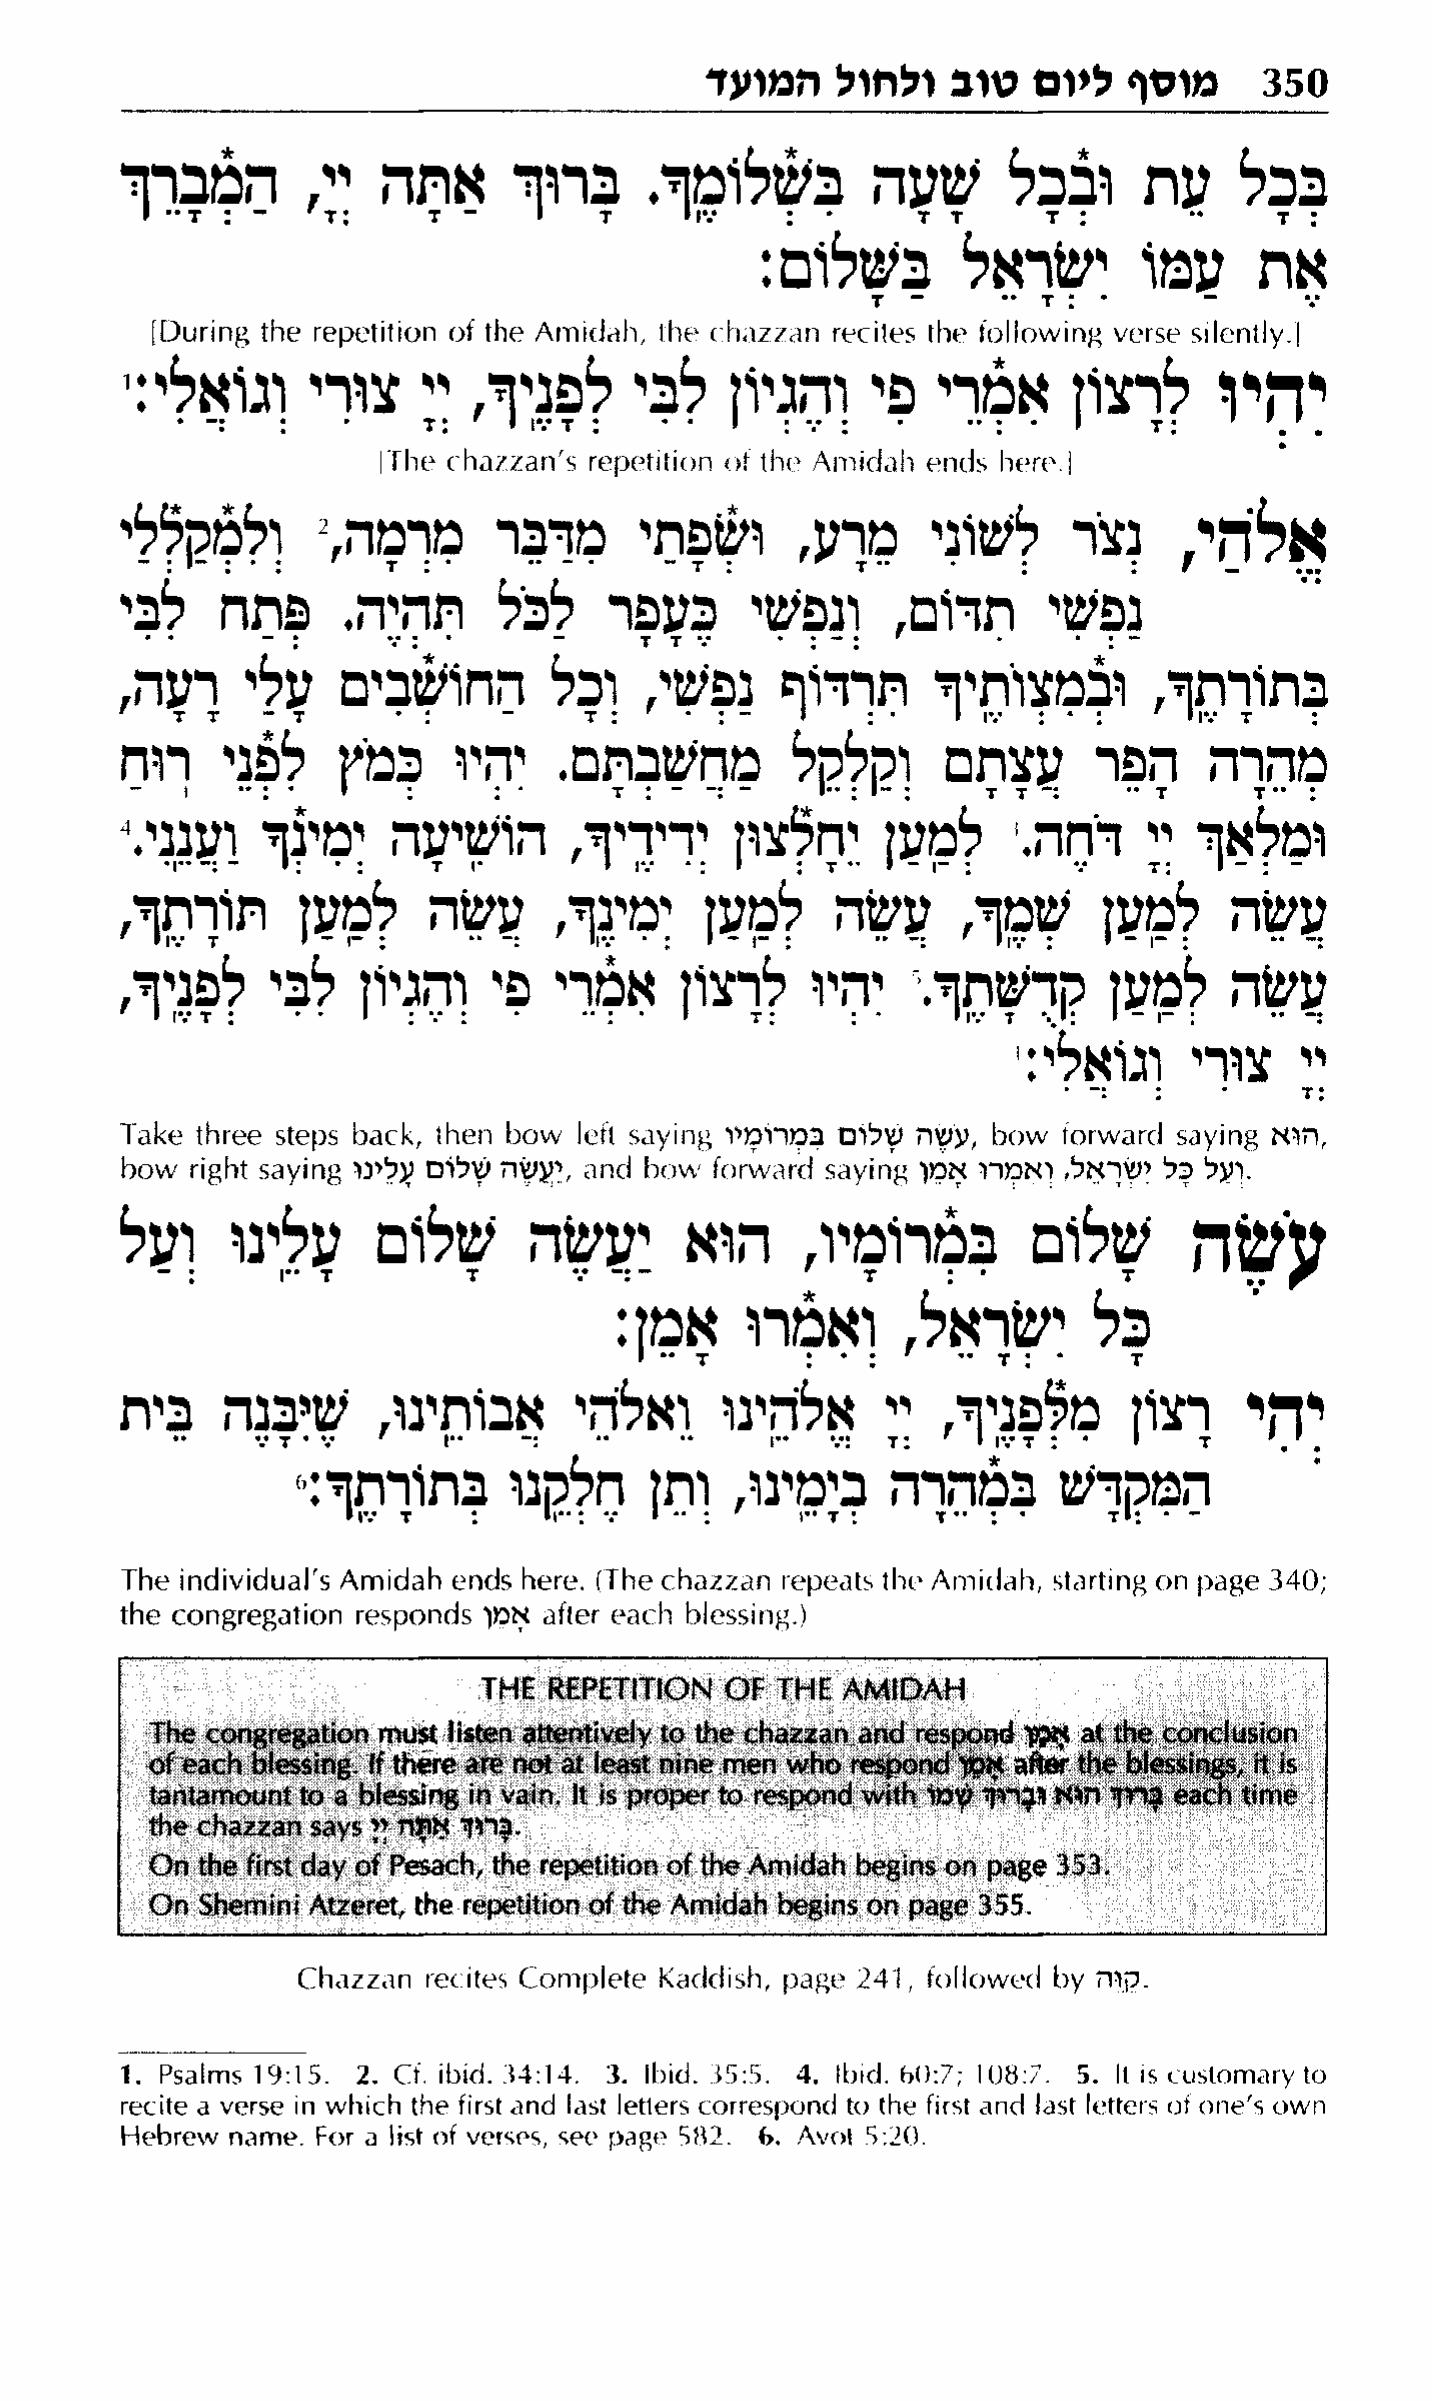 350 מוסף ליום טוב ולחול המועד
בְּכָל עֵת וּבְ֯כָל שָׁעָה בִּשְׁ֯לוֹמֶֽךָ. בָּרוּךְ אַתָּה יְיָ, הַמְ֯בָרֵךְ
אֶת עַמּוֹ יִשְׂרָאֵל בַּשָּׁלוֹם:
[During the repetition of the Amidah, the chazzan recites the following verse silently.]
יִהְיוּ לְרָצוֹן אִמְ֯רֵי פִי וְהֶגְיוֹן לִבִּי לְפָנֶֽיךָ, יְיָ צוּרִי וְגוֹאֲלִי:¹
[The chazzan's repetition of the Amidah ends here.]
אֱלֹהַי, נְצֹר לְשׁוֹנִי מֵרָע, וּשְׂ֯פָתַי מִדַּבֵּר מִרְמָה,² וְלִמְ֯קַלְ֯לַי
נַפְשִׁי תִדּוֹם, וְנַפְשִׁי כֶּעָפָר לַכֹּל תִּהְיֶה. פְּתַח לִבִּי
בְּתוֹרָתֶֽךָ, וּבְ֯מִצְוֹתֶֽיךָ תִּרְדּוֹף נַפְשִׁי, וְכָל הַחוֹשְׁ֯בִים עָלַי רָעָה,
מְהֵרָה הָפֵר עֲצָתָם וְקַלְקֵל מַחֲשַׁבְתָּם. יִהְיוּ כְּמֹץ לִפְ֯נֵי רֽוּחַ
וּמַלְאַךְ יְיָ דֹּחֶה.³ לְמַֽעַן יֵחָלְ֯צוּן יְדִידֶֽיךָ, הוֹשִֽׁיעָה יְמִינְ֯ךָ וַעֲנֵֽנִי.⁴
עֲשֵׂה לְמַֽעַן שְׁמֶֽךָ, עֲשֵׂה לְמַֽעַן יְמִינֶֽךָ, עֲשֵׂה לְמַֽעַן תּוֹרָתֶֽךָ,
עֲשֵׂה לְמַֽעַן קְדֻשָּׁתֶֽךָ.⁵ יִהְיוּ לְרָצוֹן אִמְ֯רֵי פִי וְהֶגְיוֹן לִבִּי לְפָנֶֽיךָ,
יְיָ צוּרִי וְגוֹאֲלִי:¹
Take three steps back, then bow left saying עֹשֶׂה שָׁלוֹם בִּמְרוֹמָיו, bow forward saying הוּא,
bow right saying יַעֲשֶׂה שָׁלוֹם עָלֵינוּ, and bow forward saying וְעַל כָּל יִשְׂרָאֵל, וְאִמְרוּ אָמֵן.
עֹשֶׂה שָׁלוֹם בִּמְ֯רוֹמָיו, הוּא יַעֲשֶׂה שָׁלוֹם עָלֵֽינוּ וְעַל
כָּל יִשְׂרָאֵל, וְאִמְ֯רוּ אָמֵן:
יְהִי רָצוֹן מִלְּ֯פָנֶֽיךָ, יְיָ אֱלֹהֵֽינוּ וֵאלֹהֵי אֲבוֹתֵֽינוּ, שֶׁיִּבָּנֶה בֵּית
הַמִּקְדָּשׁ בִּמְ֯הֵרָה בְיָמֵֽינוּ, וְתֵן חֶלְקֵֽנוּ בְּתוֹרָתֶֽךָ:⁶
The individual's Amidah ends here. (The chazzan repeats the Amidah, starting on page 340;
the congregation responds אָמֵן after each blessing.)
THE REPETITION OF THE AMIDAH
The congregation must listen attentively to the chazzan and respond אָמֵן at the conclusion
of each blessing. If there are not at least nine men who respond אָמֵן after the blessings, it is
tantamount to a blessing in vain. It is proper to respond with בָּרוּךְ הוּא וּבָרוּךְ שְׁמוֹ each time
the chazzan says בָּרוּךְ אַתָּה יְיָ.
On the first day of Pesach, the repetition of the Amidah begins on page 353.
On Shemini Atzeret, the repetition of the Amidah begins on page 355.
Chazzan recites Complete Kaddish, page 241, followed by קַוֵּה.
1. Psalms 19:15. 2. Cf. ibid. 34:14. 3. Ibid. 35:5. 4. Ibid. 60:7; 108:7. 5. It is customary to
recite a verse in which the first and last letters correspond to the first and last letters of one's own
Hebrew name. For a list of verses, see page 582. 6. Avot 5:20.